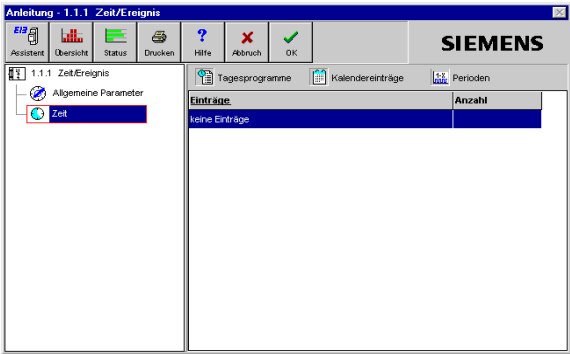 Anleitung - 1.1.1 Zeit/Ereignis
EIB
Assistent Übersicht Status Drucken ? Hilfe Abbruch OK SIEMENS
1.1.1 Zeit/Ereignis
Allgemeine Parameter
Zeit
Tagesprogramme Kalendereinträge 1-X Perioden
Einträge Anzahl
keine Einträge